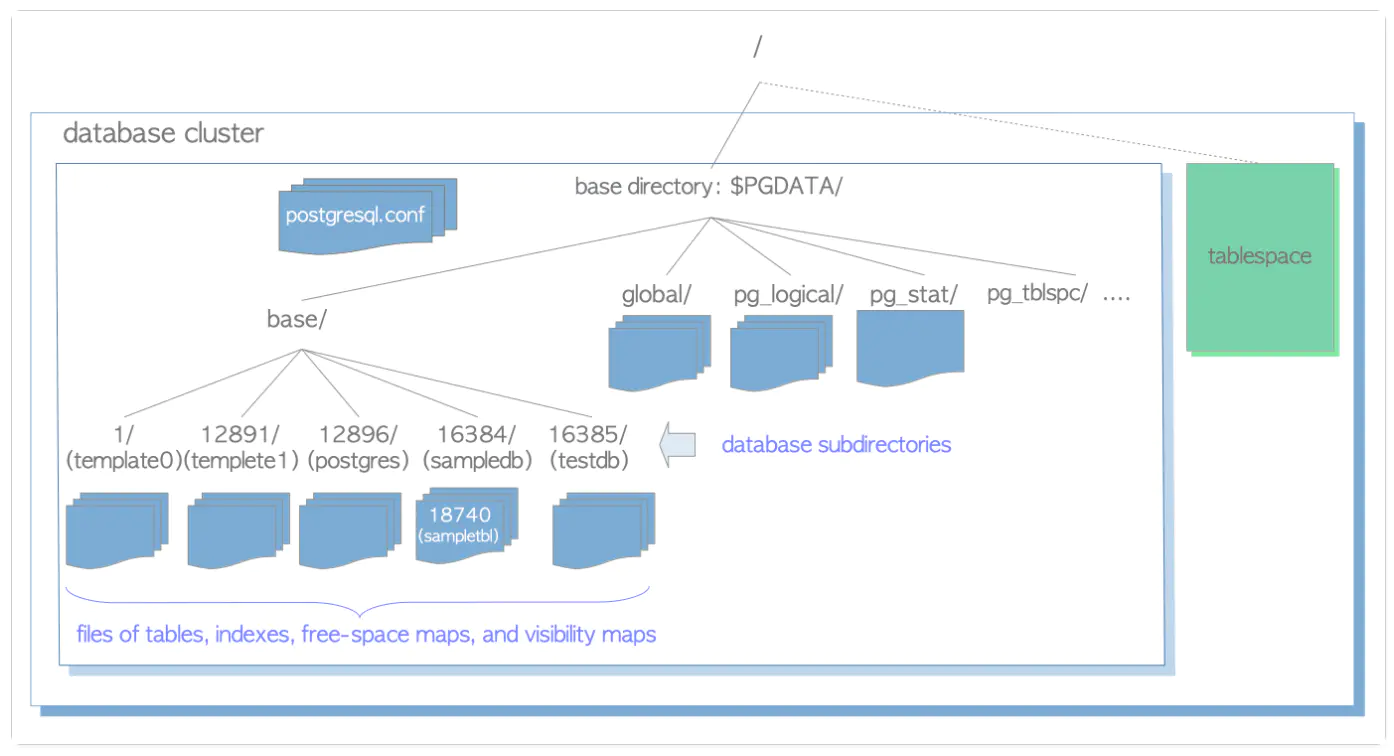 /
database cluster
base directory: $PGDATA/
postgresql.conf
global/
pg_logical/
pg_stat/
pg_tblspc/ ....
tablespace
base/
1/
(template0)
12891/
(templete1)
12896/
(postgres)
16384/
(sampledb)
16385/
(testdb)
database subdirectories
18740
(sampletbl)
files of tables, indexes, free-space maps, and visibility maps